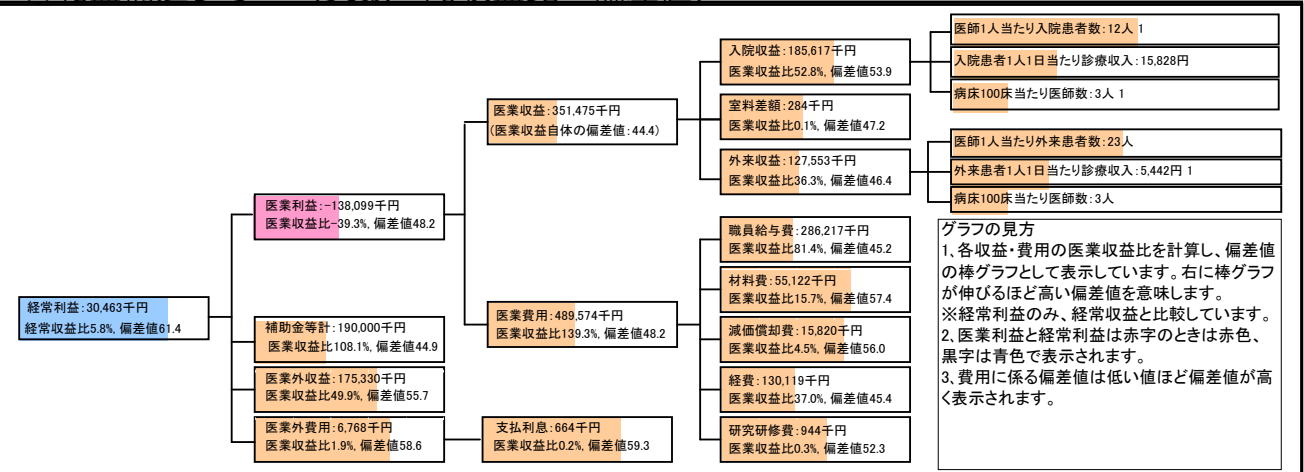 経常利益:30,463千円
経常収益比5.8%, 偏差値61.4
医業利益:-138,099千円
医業収益比-39.3%, 偏差値48.2
補助金等計:190,000千円
医業収益比108.1%, 偏差値44.9
医業外収益:175,330千円
医業収益比49.9%, 偏差値55.7
医業外費用:6,768千円
医業収益比1.9%, 偏差値58.6
医業収益:351,475千円
(医業収益自体の偏差値:44.4)
医業費用:489,574千円
医業収益比139.3%, 偏差値48.2
支払利息:664千円
医業収益比0.2%, 偏差値59.3
入院収益:185,617千円
医業収益比52.8%, 偏差値53.9
室料差額:284千円
医業収益比0.1%, 偏差値47.2
外来収益:127,553千円
医業収益比36.3%, 偏差値46.4
職員給与費:286,217千円
医業収益比81.4%, 偏差値45.2
材料費:55,122千円
医業収益比15.7%, 偏差値57.4
減価償却費:15,820千円
医業収益比4.5%, 偏差値56.0
経費:130,119千円
医業収益比37.0%, 偏差値45.4
研究研修費:944千円
医業収益比0.3%, 偏差値52.3
医師1人当たり入院患者数:12人 1
入院患者1人1日当たり診療収入:15,828円
病床100床当たり医師数:3人 1
医師1人当たり外来患者数:23人
外来患者1人1日当たり診療収入:5,442円 1
病床100床当たり医師数:3人
グラフの見方
1、各収益・費用の医業収益比を計算し、偏差値
の棒グラフとして表示しています。右に棒グラフ
が伸びるほど高い偏差値を意味します。
※経常利益のみ、経常収益と比較しています。
2、医業利益と経常利益は赤字のときは赤色、
黒字は青色で表示されます。
3、費用に係る偏差値は低い値ほど偏差値が高
く表示されます。